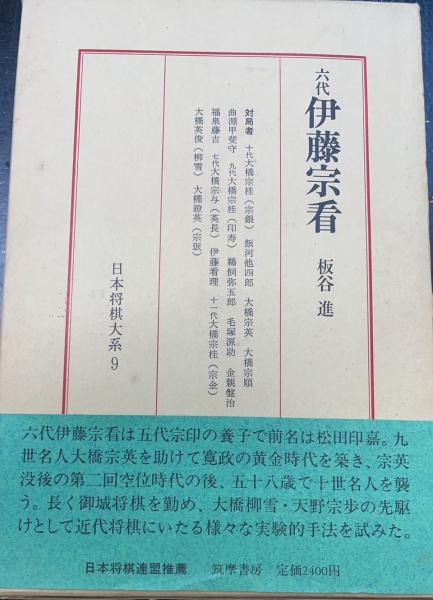 六代 伊藤宗看 板谷 進
対局者 十代大橋宗桂(宗銀) 飯河他四郎 大橋宗英 大橋宗順
曲淵甲斐守 九代大橋宗桂(印寿) 鵜飼弥五郎 毛塚源助 金親盤治
福泉藤吉 七代大橋宗与(英長) 伊藤看理 十一代大橋宗桂(宗金)
大橋英俊(柳雪) 大橋鐐英(宗珉)
日本将棋大系9
六代伊藤宗看は五代宗印の養子で前名は松田印嘉。九
世名人大橋宗英を助けて寛政の黄金時代を築き、宗英
没後の第二回空位時代の後、五十八歳で十世名人を襲
う。長く御城将棋を勤め、大橋柳雪・天野宗歩の先駆
けとして近代将棋にいたる様々な実験的手法を試みた。
日本将棋連盟推薦 筑摩書房 定価2400円